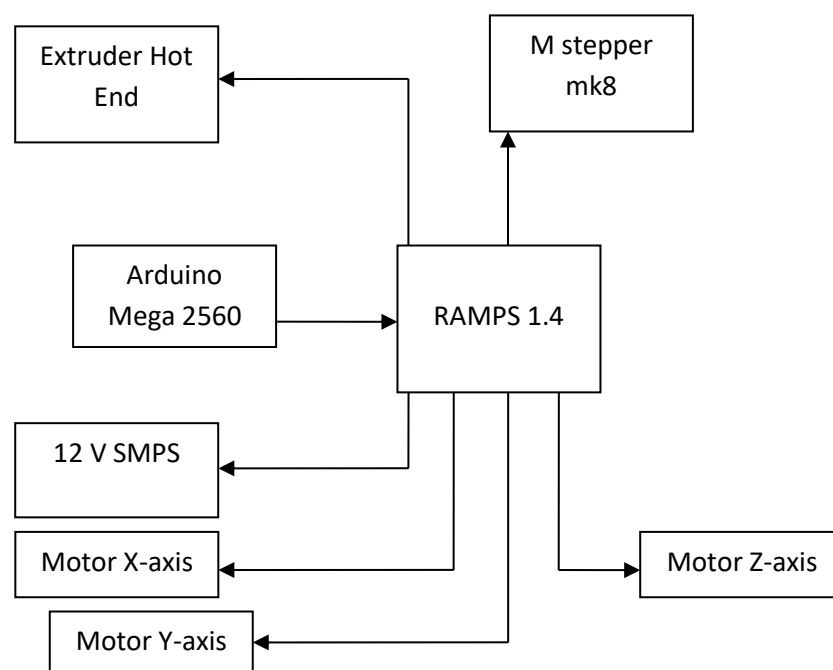 Extruder Hot
End
M stepper
mk8
Arduino
Mega 2560
RAMPS 1.4
12 V SMPS
Motor X-axis
Motor Z-axis
Motor Y-axis